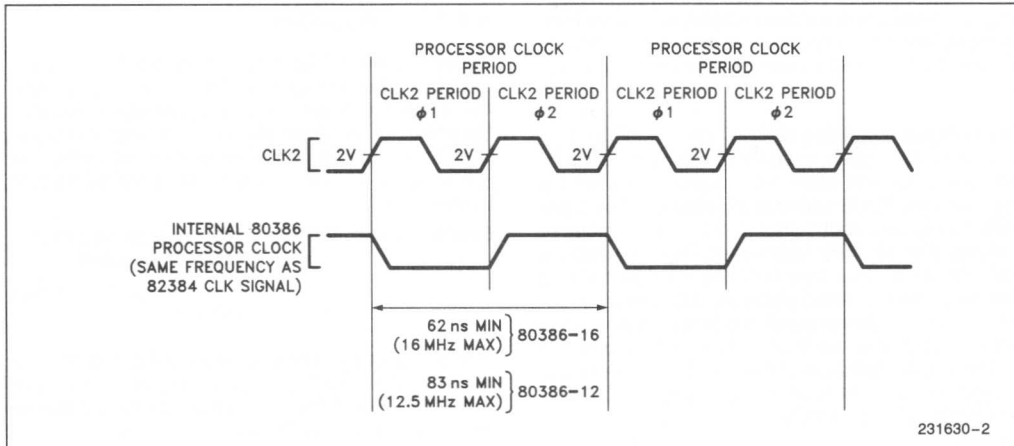 PROCESSOR CLOCK
PERIOD
PROCESSOR CLOCK
PERIOD
CLK2 PERIOD
ϕ1
CLK2 PERIOD
ϕ2
CLK2 PERIOD
ϕ1
CLK2 PERIOD
ϕ2
CLK2
2V
2V
2V
2V
INTERNAL 80386
PROCESSOR CLOCK
(SAME FREQUENCY AS
82384 CLK SIGNAL)
62 ns MIN
(16 MHz MAX)
80386-16
83 ns MIN
(12.5 MHz MAX)
80386-12
231630-2